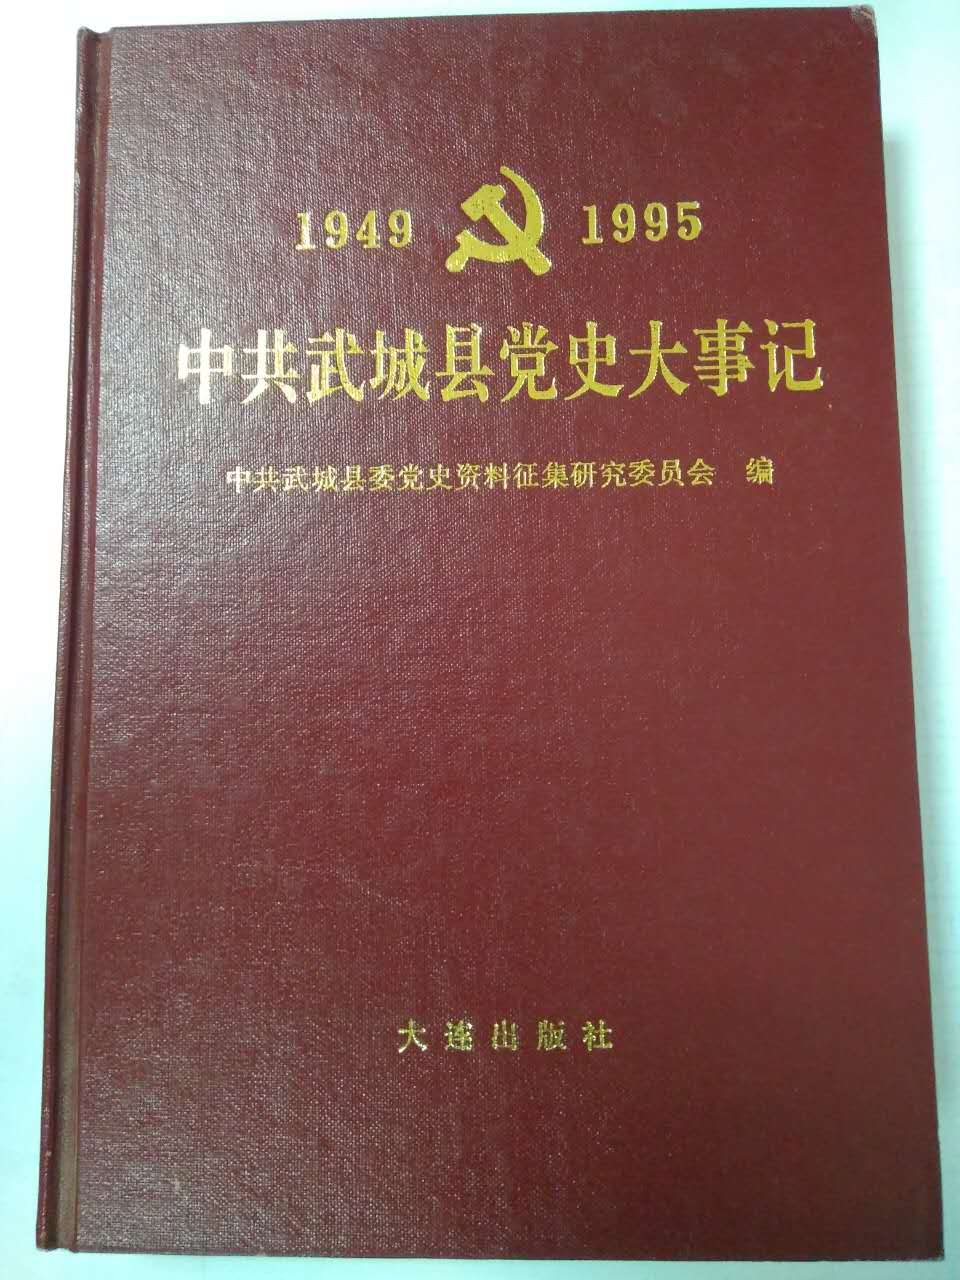 1949 1995
中共武城县党史大事记
中共武城县委党史资料征集研究委员会 编
大连出版社